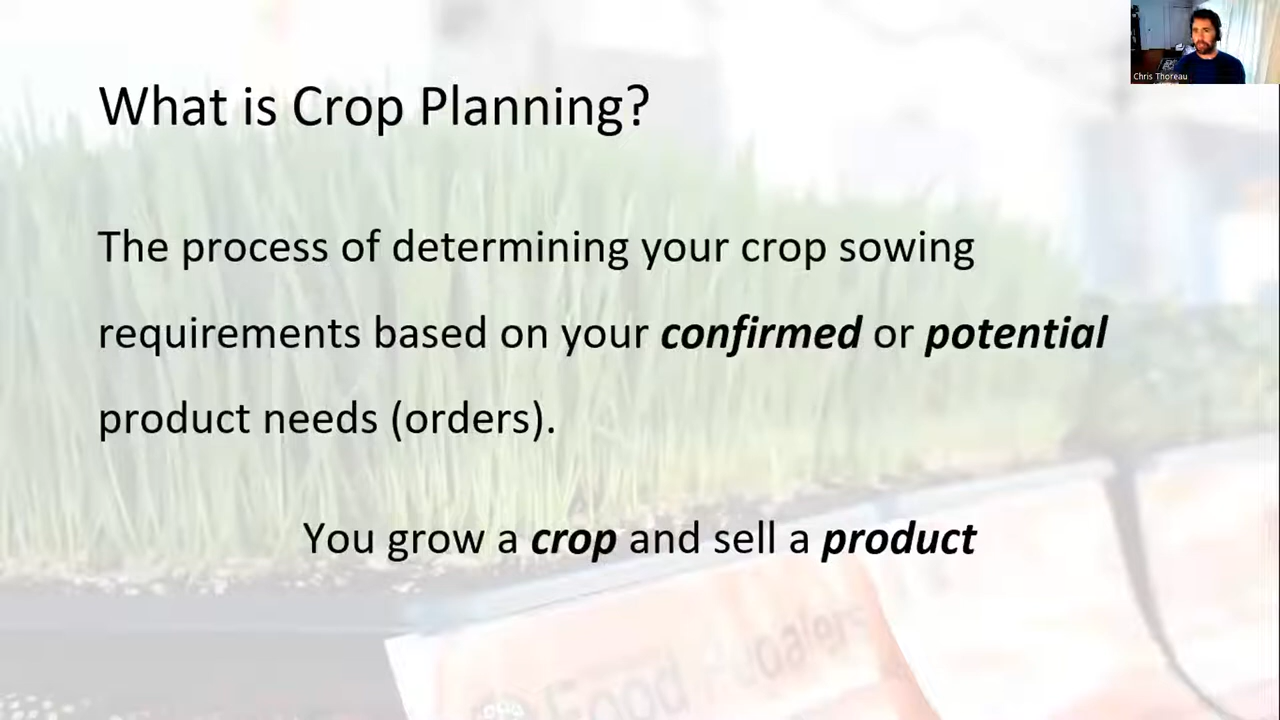 Chris Thoreau
What is Crop Planning?
The process of determining your crop sowing
requirements based on your confirmed or potential
product needs (orders).
You grow a crop and sell a product
Food